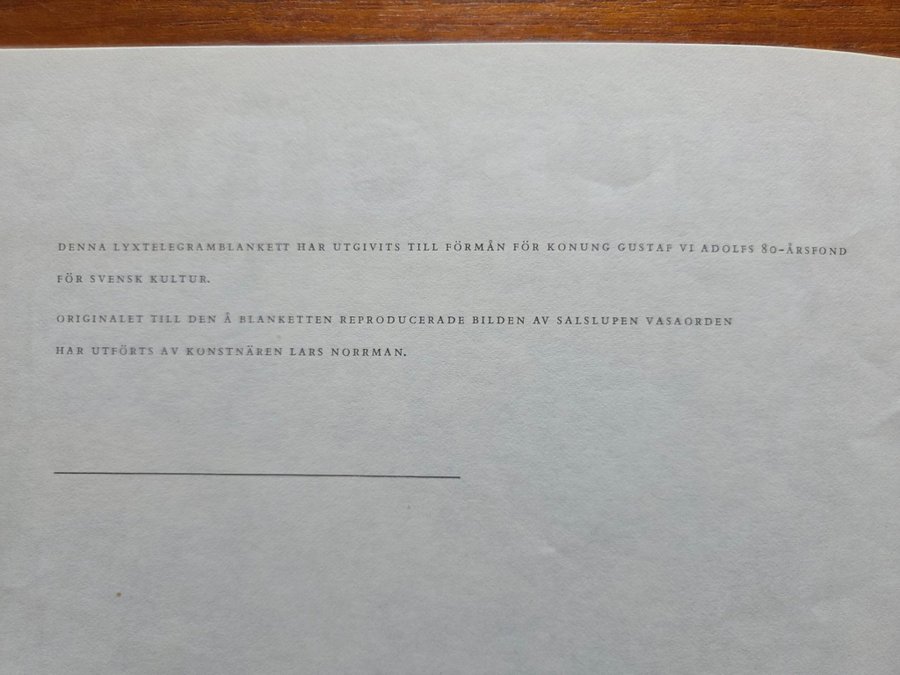 DENNA LYXTELEGRAMBLANKETT HAR UTGIVITS TILL FÖRMÅN FÖR KONUNG GUSTAF VI ADOLFS 80-ÅRSFOND
FÖR SVENSK KULTUR.
ORIGINALET TILL DEN Å BLANKETTEN REPRODUCERADE BILDEN AV SALSLUPEN VASAORDEN
HAR UTFÖRTS AV KONSTNÄREN LARS NORRMAN.